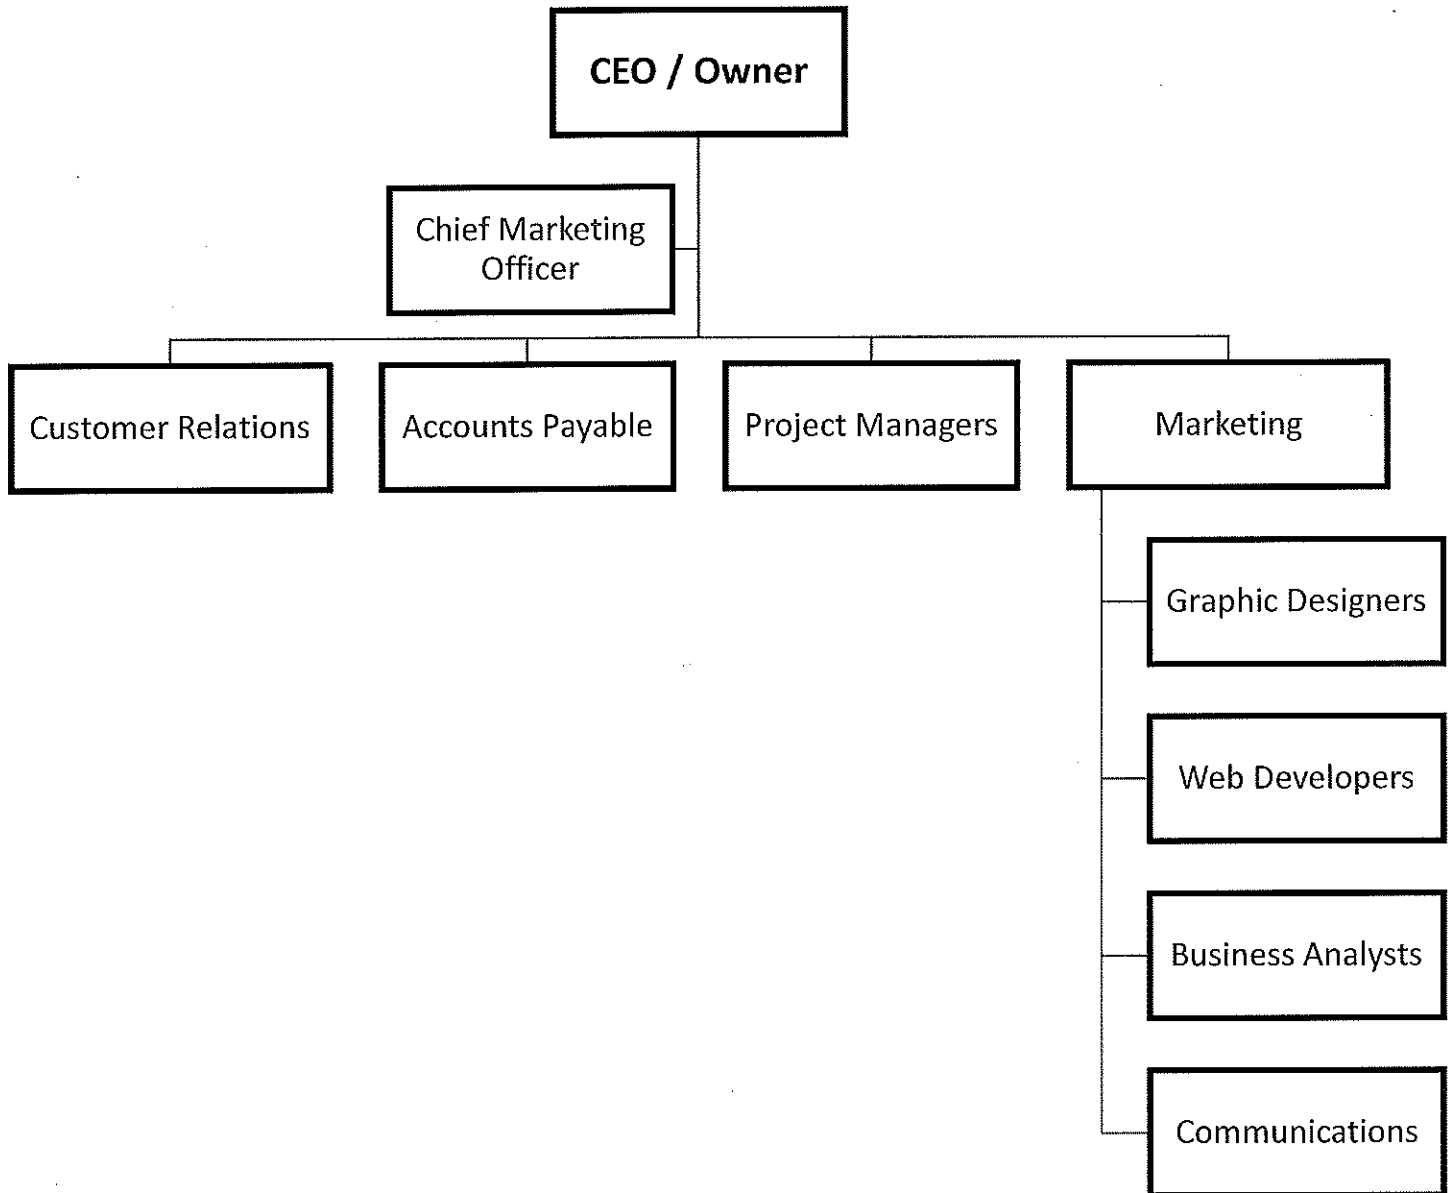 CEO / Owner
Chief Marketing
Officer
Customer Relations
Accounts Payable
Project Managers
Marketing
Graphic Designers
Web Developers
Business Analysts
Communications